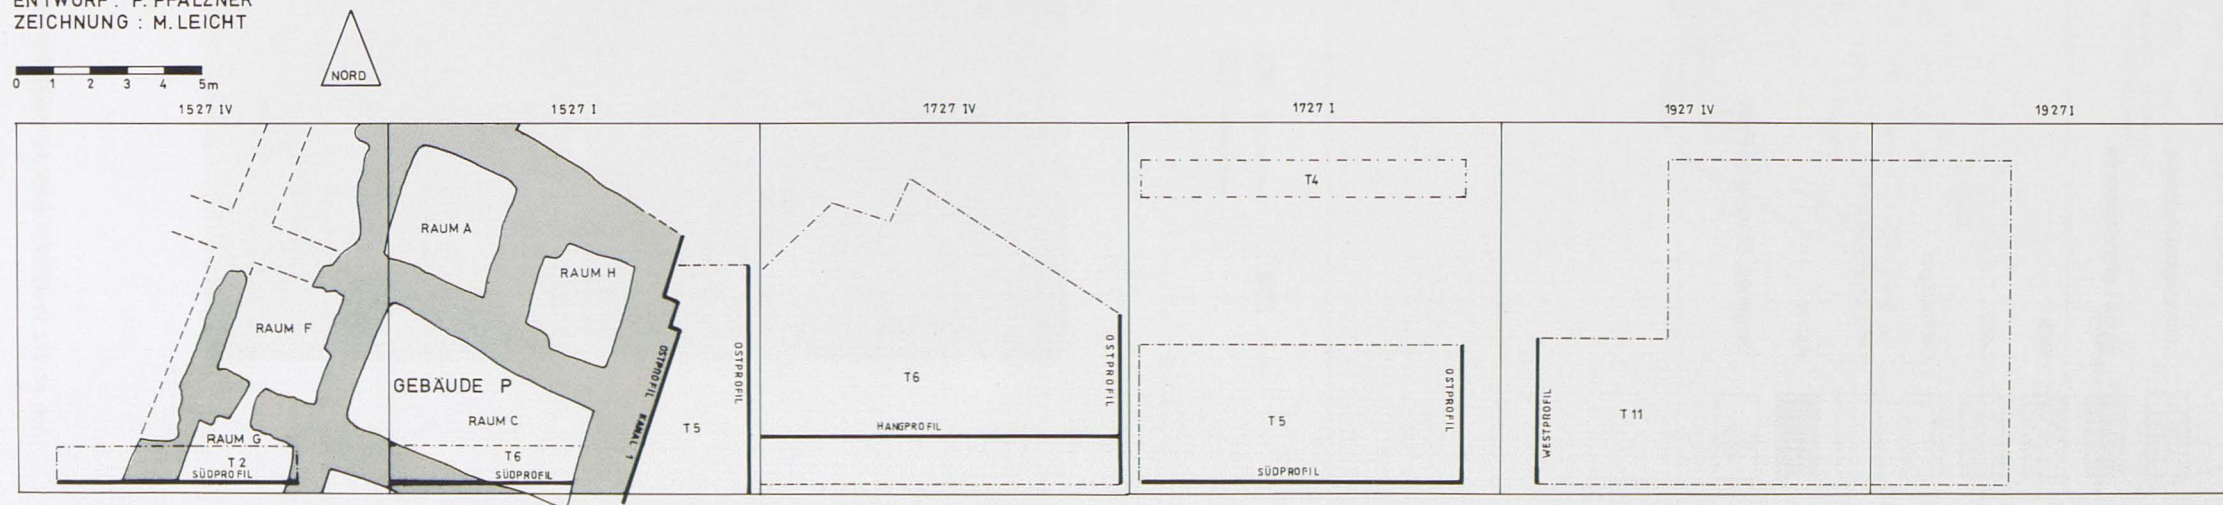 ENTWURF : P. PFÄLZNER
ZEICHNUNG : M. LEICHT
NORD
0 1 2 3 4 5m
1527 IV
1527 I
1727 IV
1727 I
1927 IV
1927 I
T4
RAUM A
RAUM H
RAUM F
GEBÄUDE P
RAUM C
RAUM G
T 2
SÜDPROFIL
T6
SÜDPROFIL
OSTPROFIL KANAL 1
T 5
OSTPROFIL
T6
HANGPROFIL
OSTPROFIL
T 5
SÜDPROFIL
OSTPROFIL
WESTPROFIL
T 11